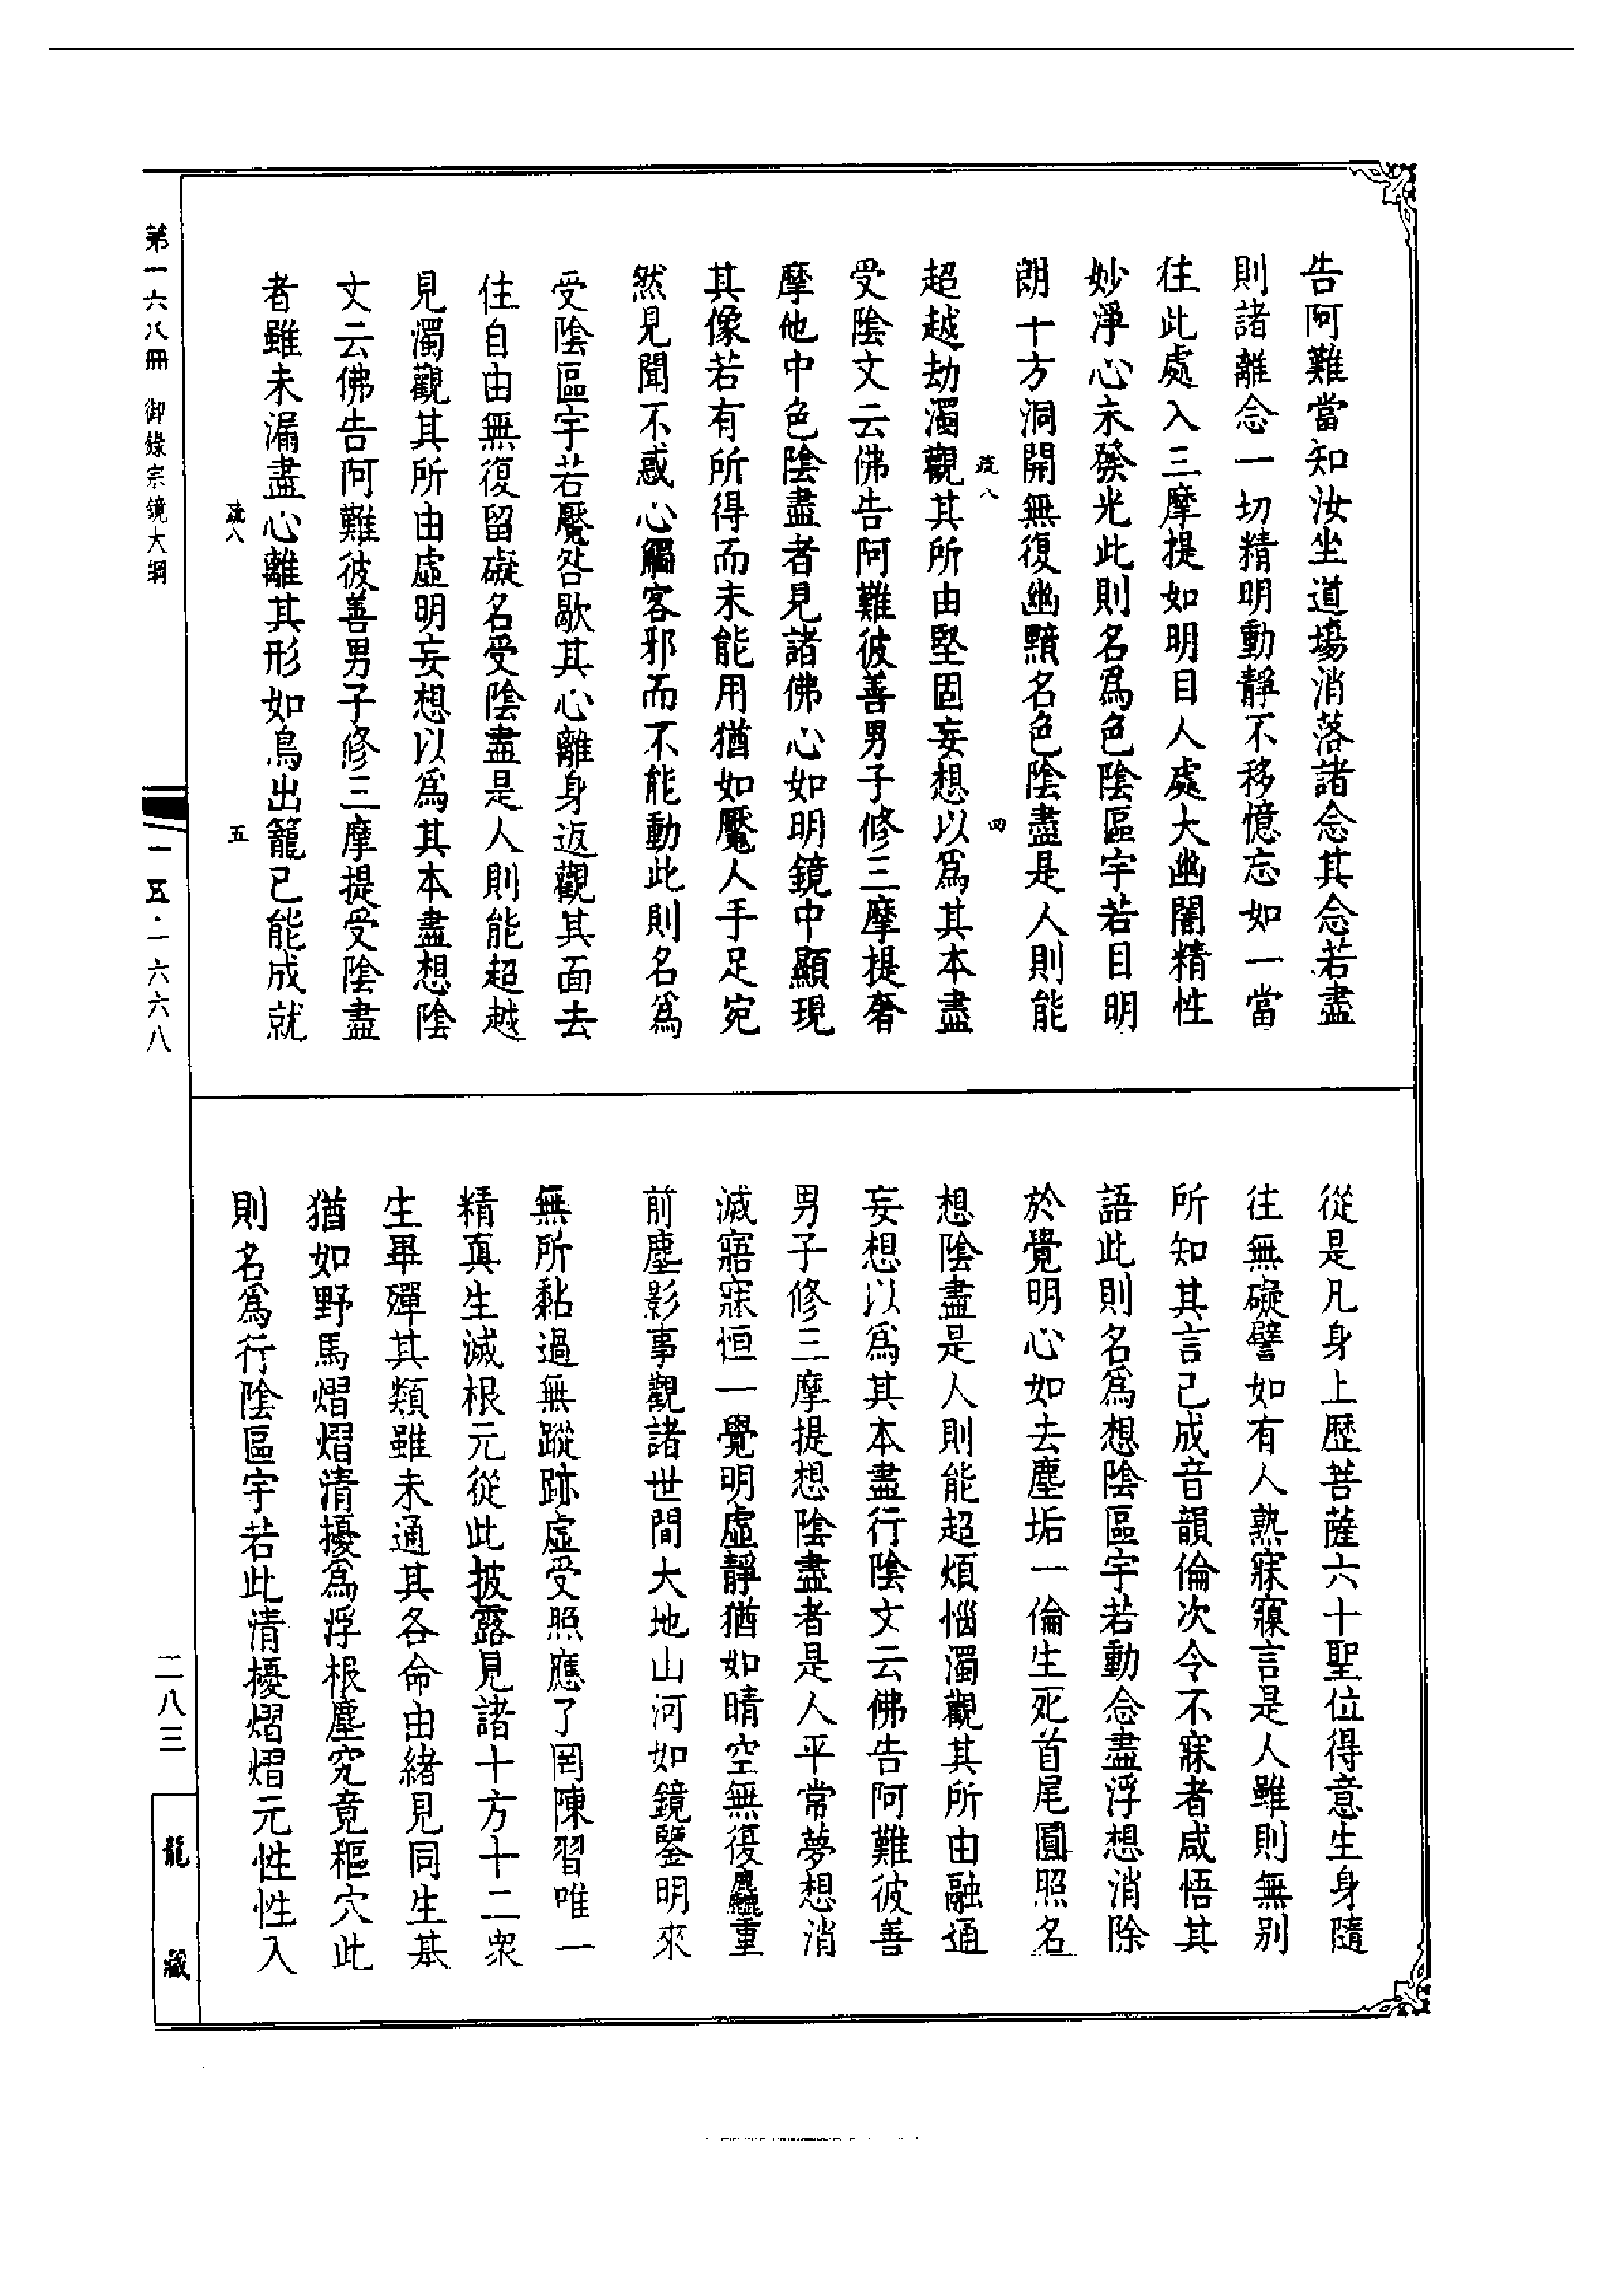 告阿難當知汝坐道場消落諸念其念若盡
則諸離念一切精明動靜不移憶忘如一當
住此處入三摩提如明目人處大幽闇精性
妙淨心未發光此則名爲色陰區宇若目明
朗十方洞開無復幽黯名色陰盡是人則能
疏八 四
超越劫濁觀其所由堅固妄想以爲其本盡
受陰文云佛告阿難彼善男子修三摩提奢
摩他中色陰盡者見諸佛心如明鏡中顯現
其像若有所得而未能用猶如魘人手足宛
然見聞不惑心觸客邪而不能動此則名爲
受陰區宇若魘咎歇其心離身返觀其面去
住自由無復留礙名受陰盡是人則能超越
見濁觀其所由虛明妄想以爲其本盡想陰
文云佛告阿難彼善男子修三摩提受陰盡
者雖未漏盡心離其形如鳥出籠已能成就
疏八 五
從是凡身上歷菩薩六十聖位得意生身隨
往無礙譬如有人熟寐寱言是人雖則無別
所知其言已成音韻倫次令不寐者咸悟其
語此則名爲想陰區宇若動念盡浮想消除
於覺明心如去塵垢一倫生死首尾圓照名
想陰盡是人則能超煩惱濁觀其所由融通
妄想以爲其本盡行陰文云佛告阿難彼善
男子修三摩提想陰盡者是人平常夢想消
滅寤寐恒一覺明虛靜猶如晴空無復麤重
前塵影事觀諸世間大地山河如鏡鑒明來
無所黏過無蹤跡虛受照應了罔陳習唯一
精真生滅根元從此披露見諸十方十二衆
生畢殫其類雖未通其各命由緒見同生基
猶如野馬熠熠清擾爲浮根塵究竟樞穴此
則名爲行陰區宇若此清擾熠熠元性性入
第一六八冊 御錄宗鏡大綱
一五·一六六八
二八三
龍藏